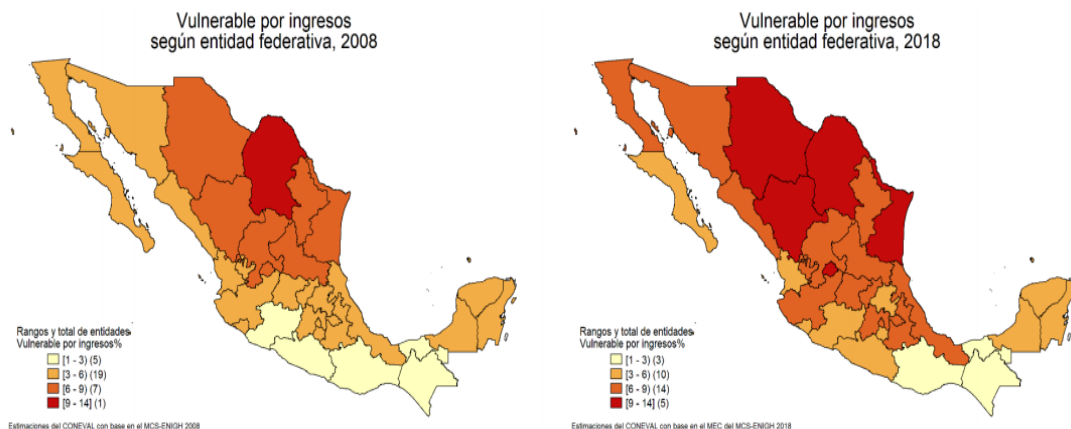 Vulnerable por ingresos
según entidad federativa, 2008
Rangos y total de entidades
Vulnerable por ingresos%
[1 - 3) (5)
[3 - 6) (19)
[6 - 9) (7)
[9 - 14] (1)
Estimaciones del CONEVAL con base en el MCS-ENIGH 2008
Vulnerable por ingresos
según entidad federativa, 2018
Rangos y total de entidades
Vulnerable por ingresos%
[1 - 3) (3)
[3 - 6) (10)
[6 - 9) (14)
[9 - 14] (5)
Estimaciones del CONEVAL con base en el MEC del MCS-ENIGH 2018